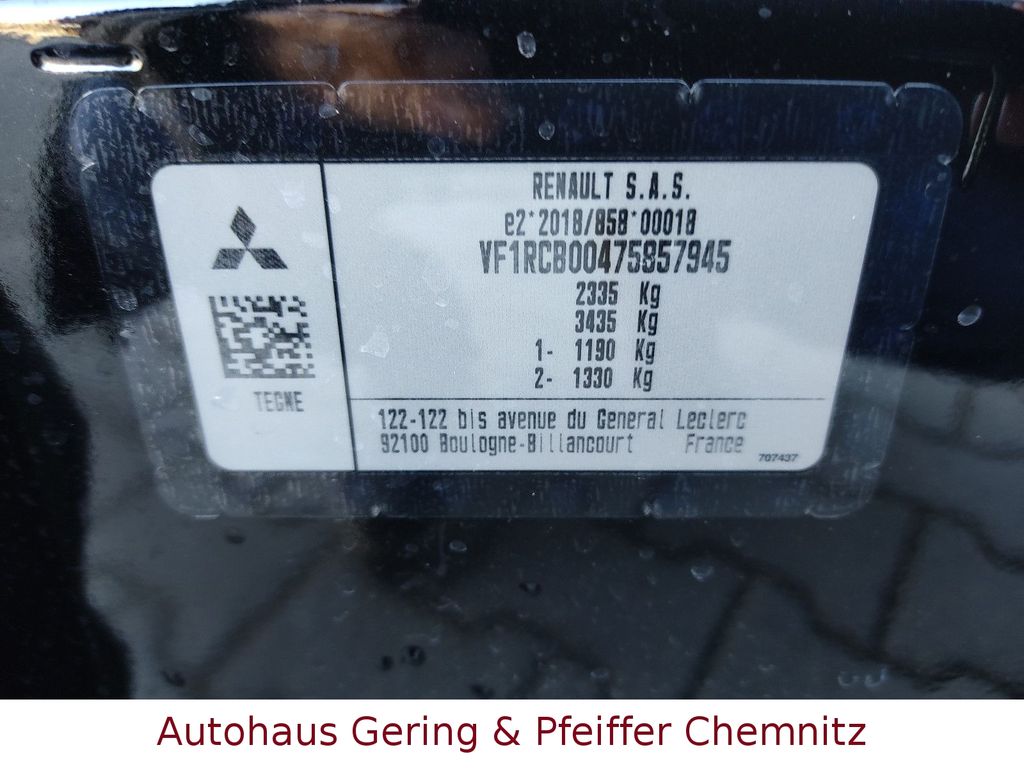 RENAULT S.A.S.
e2*2018/858*00018
VF1RCB00475857945
2335 Kg
3435 Kg
1- 1190 Kg
2- 1330 Kg
TEGNE
122-122 bis avenue du General Leclerc
92100 Boulogne-Billancourt France
707437
Autohaus Gering & Pfeiffer Chemnitz